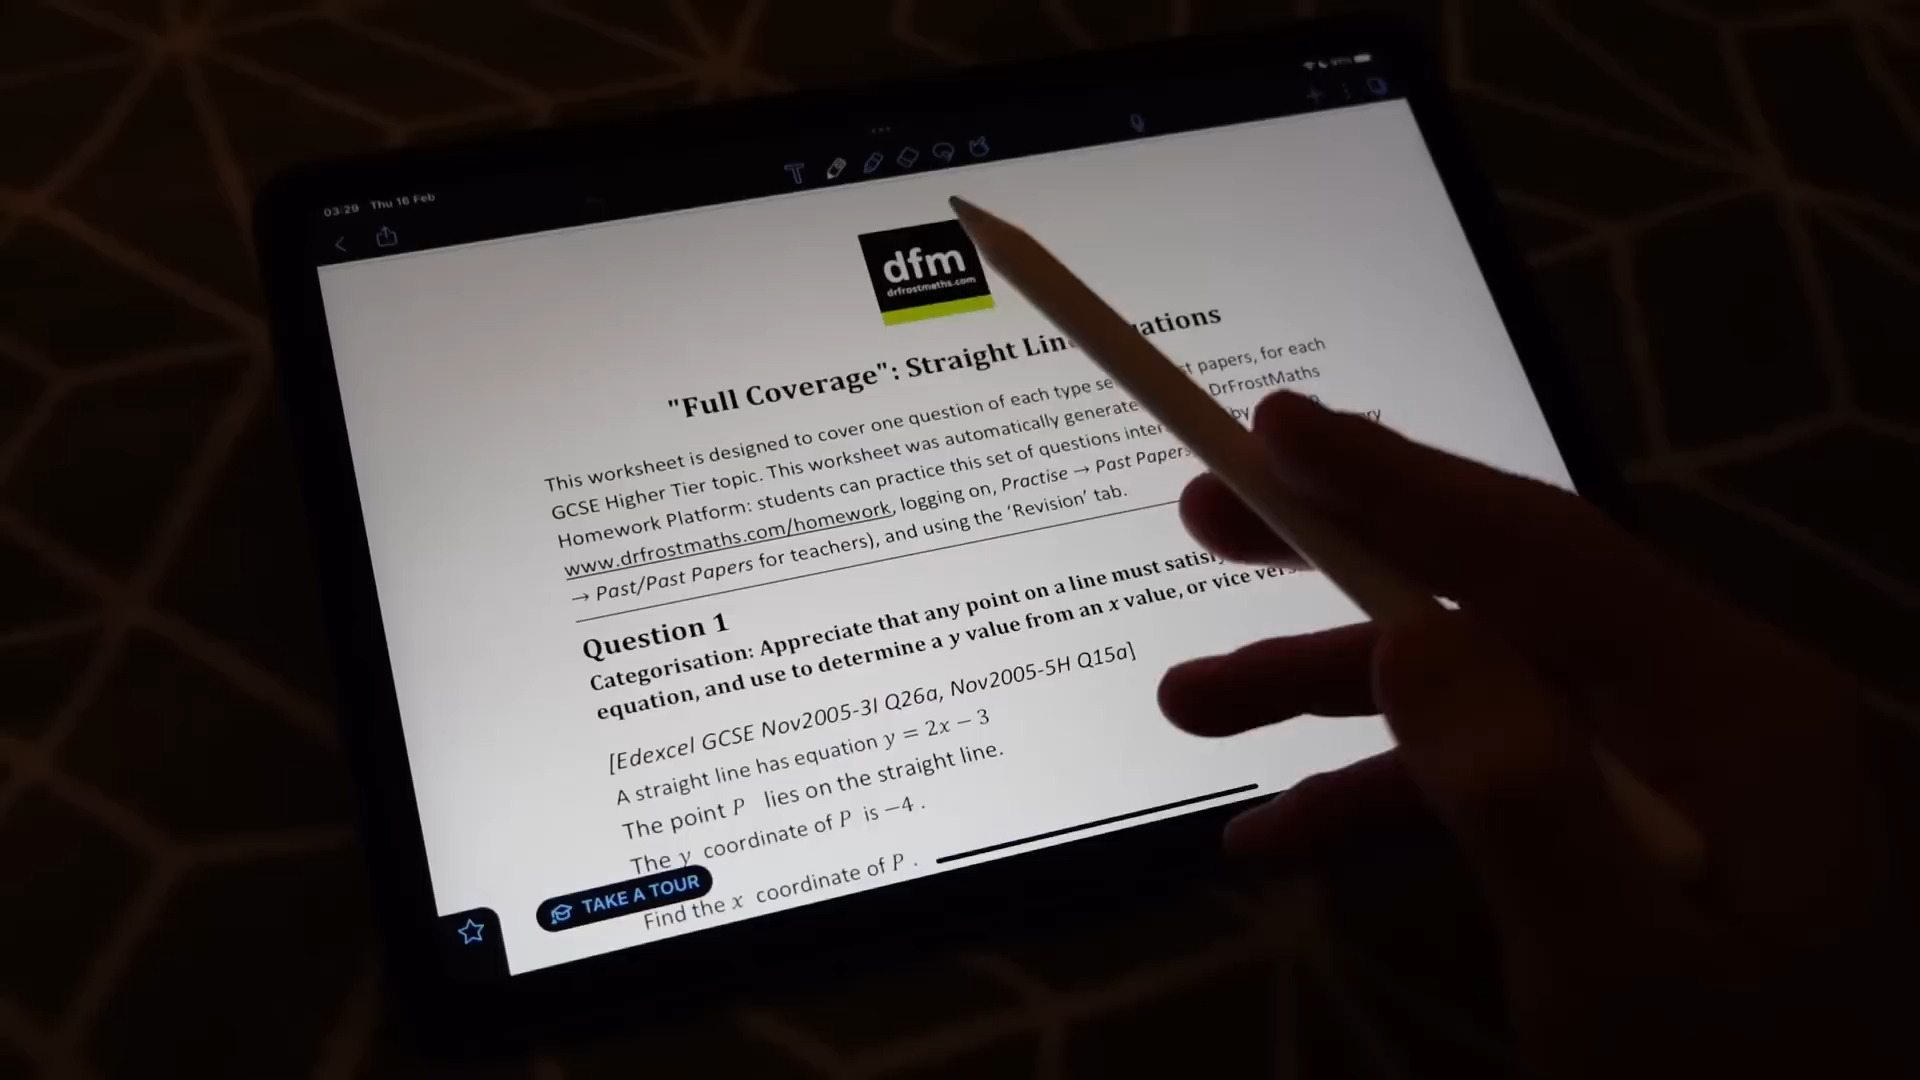 03:29 Thu 16 Feb
dfm
drfrostmaths.com
"Full Coverage": Straight Lin ations
This worksheet is designed to cover one question of each type se st papers, for each
GCSE Higher Tier topic. This worksheet was automatically generate DrFrostMaths
Homework Platform: students can practice this set of questions inter by
www.drfrostmaths.com/homework, logging on, Practise → Past Papers ry
→ Past/Past Papers for teachers), and using the 'Revision' tab.
Question 1
Categorisation: Appreciate that any point on a line must satisf
equation, and use to determine a y value from an x value, or vice vers
[Edexcel GCSE Nov2005-3I Q26a, Nov2005-5H Q15a]
A straight line has equation y = 2x − 3
The point P lies on the straight line.
The y coordinate of P is −4 .
Find the x coordinate of P .
TAKE A TOUR